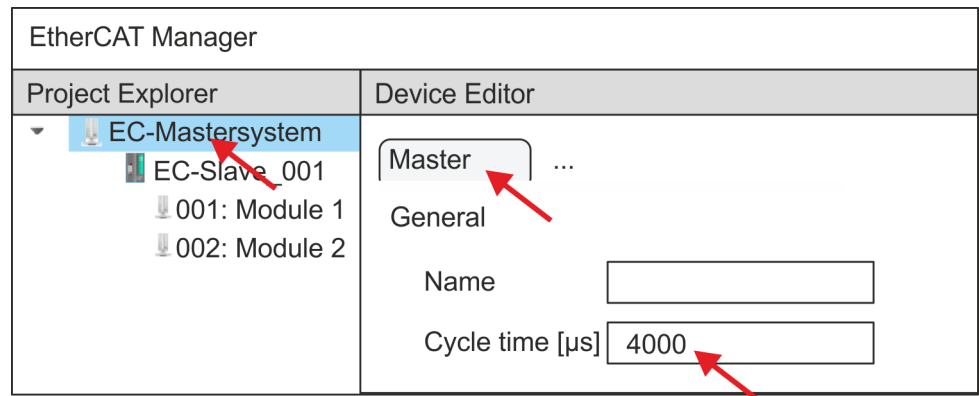 EtherCAT Manager
Project Explorer
Device Editor
EC-Mastersystem
EC-Slave_001
001: Module 1
002: Module 2
Master ...
General
Name
Cycle time [µs] 4000